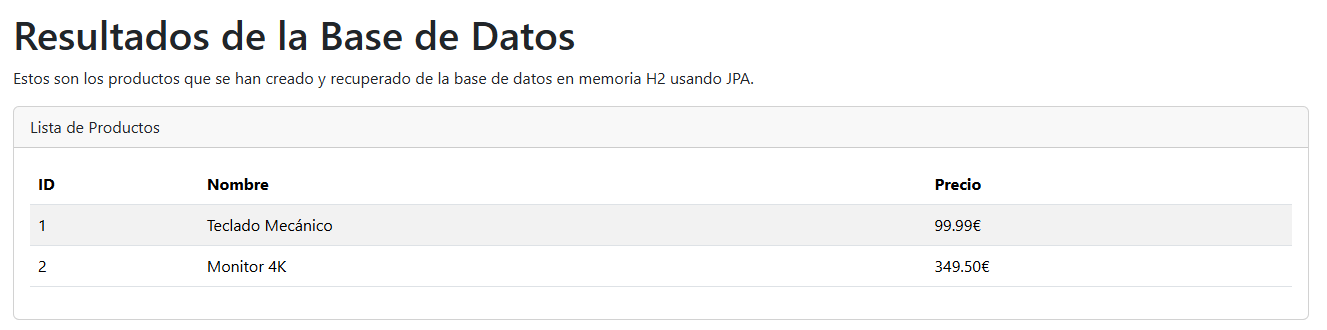 Resultados de la Base de Datos
Estos son los productos que se han creado y recuperado de la base de datos en memoria H2 usando JPA.
Lista de Productos
ID Nombre Precio
1 Teclado Mecánico 99.99€
2 Monitor 4K 349.50€